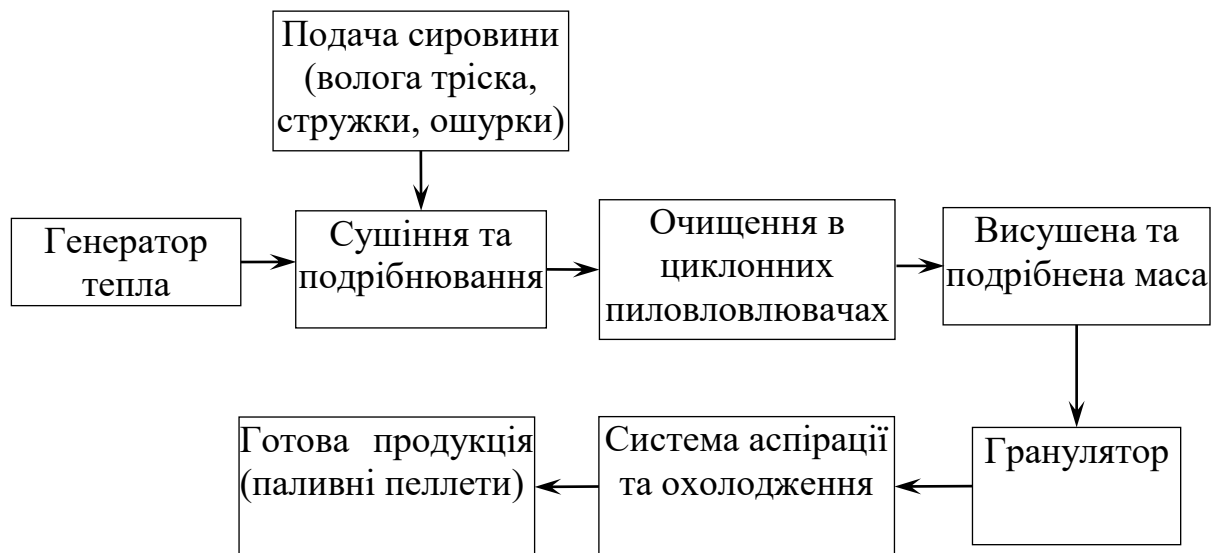 Подача сировини
(волога тріска,
стружки, ошурки)
Генератор
тепла
Сушіння та
подрібнювання
Очищення в
циклонних
пиловловлювачах
Висушена та
подрібнена маса
Гранулятор
Система аспірації
та охолодження
Готова продукція
(паливні пеллети)